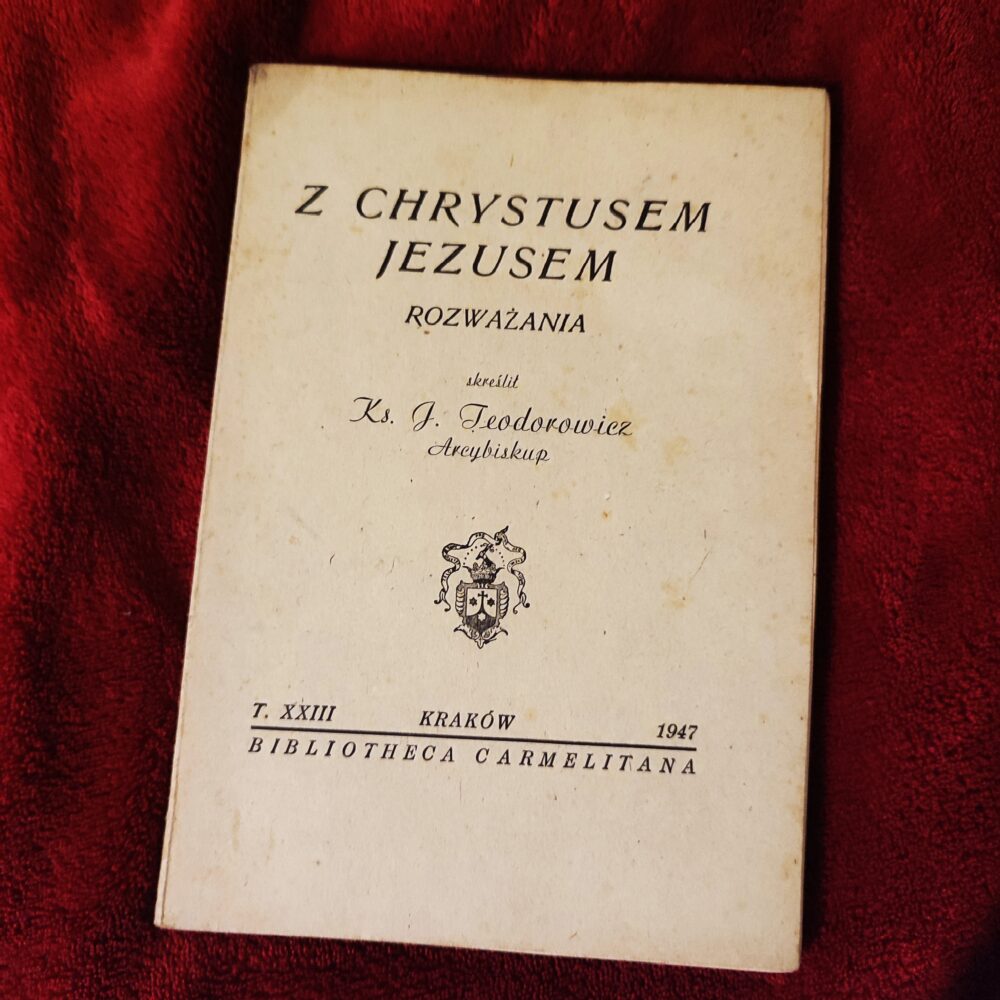 Z CHRYSTUSEM
JEZUSEM
ROZWAŻANIA
skreślił
Ks. J. Teodorowicz
Arcybiskup
T. XXIII KRAKÓW 1947
BIBLIOTHECA CARMELITANA